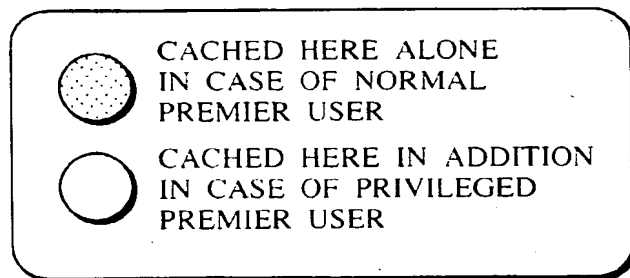 CACHED HERE ALONE
IN CASE OF NORMAL
PREMIER USER
CACHED HERE IN ADDITION
IN CASE OF PRIVILEGED
PREMIER USER